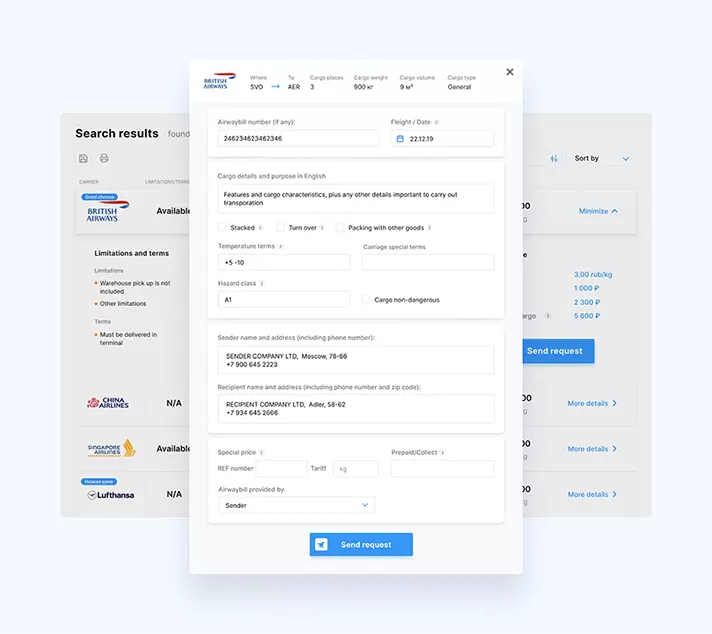 BRITISH AIRWAYS
Where
SVO
To
AER
Cargo places
3
Cargo weight
900 кг
Cargo volume
9 м³
Cargo type
General
Airwaybill number (if any):
246234623462346
Fleight / Date
22.12.19
Cargo details and purpose in English
Features and cargo characteristics, plus any other details important to carry out
transporation
Stacked
Turn over
Packing with other goods
Temperature terms
+5 -10
Carriage special terms
Hazard class
A1
Cargo non-dangerous
Sender name and address (including phone number):
SENDER COMPANY LTD, Moscow, 78-66
+7 900 645 2223
Recipient name and address (including phone number and zip code):
RECIPIENT COMPANY LTD, Adler, 58-62
+7 934 645 2666
Special price
Prepaid/Collect
REF number
Tariff
kg
Airwaybill provided by
Sender
Send request
Search results
found
Sort by
CARRIER
LIMITATIONS/TERMS
Good choose
BRITISH AIRWAYS
Available
00
Minimize
Limitations and terms
Limitations
Warehouse pick up is not
included
Other limitations
Terms
Must be delivered in
terminal
3,00 rub/kg
1 000 ₽
2 300 ₽
5 600 ₽
Send request
CHINA AIRLINES
N/A
00
More details
SINGAPORE AIRLINES
Available
00
More details
Низкая цена
Lufthansa
N/A
00
More details